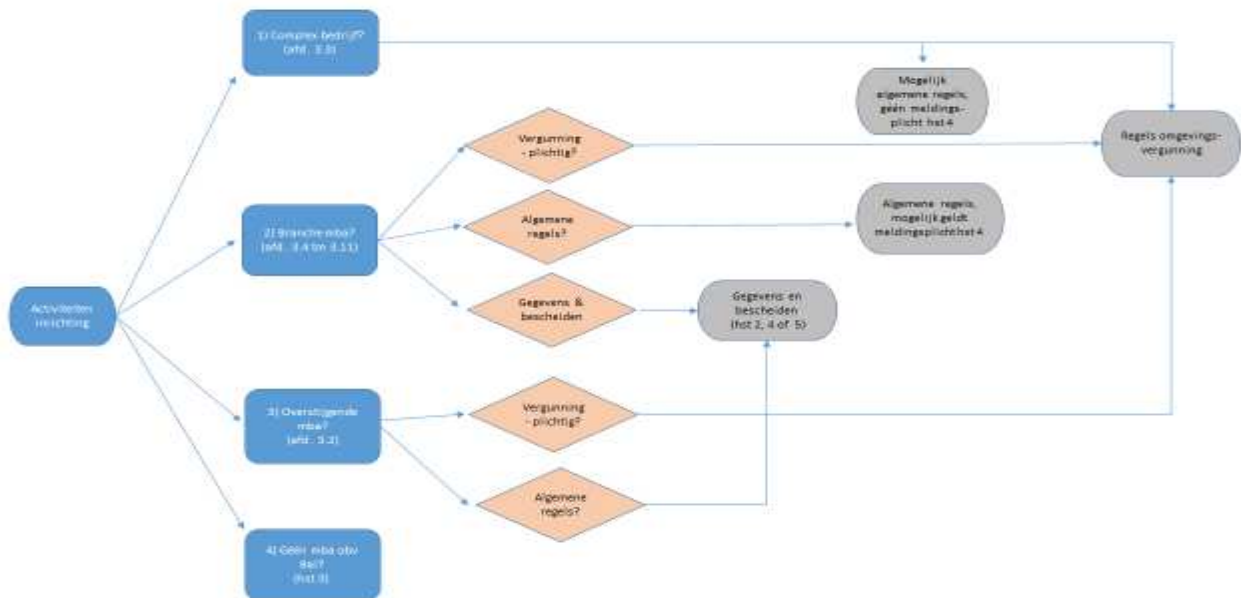 1) Complex bedrijf?
(afd. 3.3)
Mogelijk
algemene regels,
géén meldings-
plicht hst 4
Vergunning
- plichtig?
Regels omgevings-
vergunning
2) Branche mba?
(afd. 3.4 tm 3.11)
Algemene
regels?
Algemene regels,
mogelijk geldt
meldingsplicht hst 4
Activiteiten
inrichting
Gegevens &
bescheiden
Gegevens en
bescheiden
(hst 2, 4 of 5)
3) Overstijgende
mba?
(afd. 3.2)
Vergunning
- plichtig?
Algemene
regels?
4) Géén mba obv
Bal?
(hst 3)